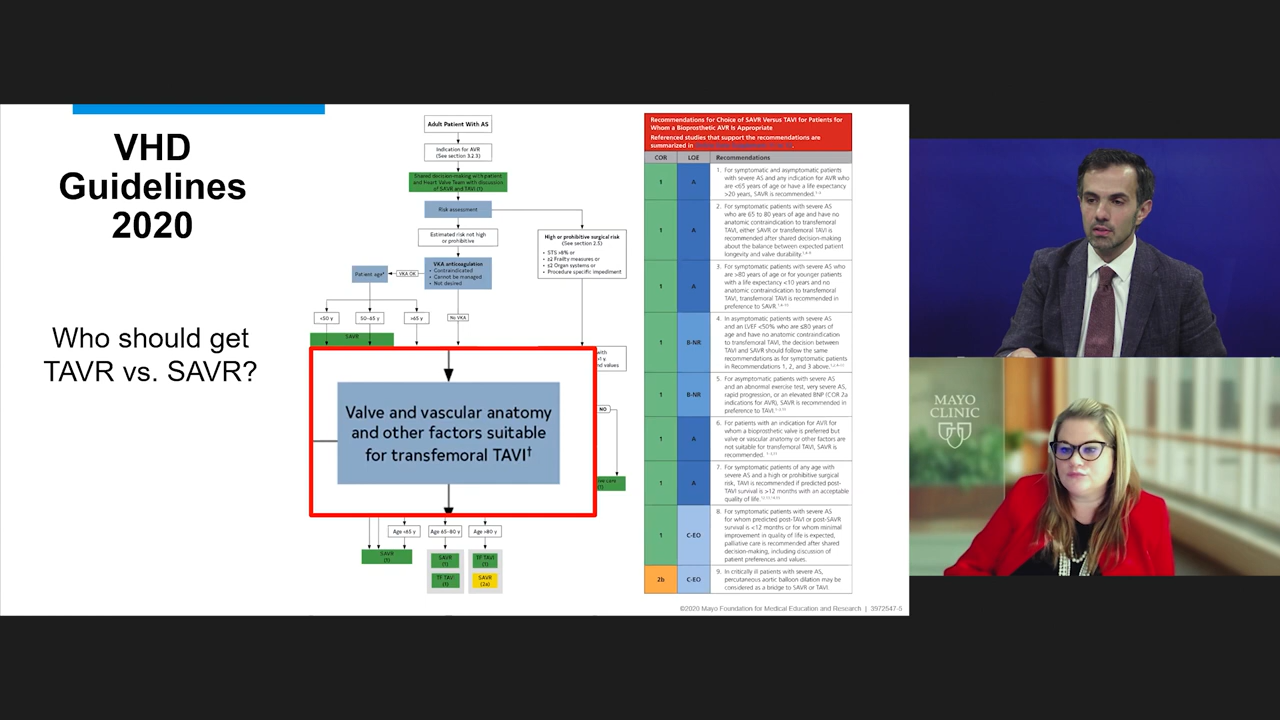 VHD
Guidelines
2020
Who should get
TAVR vs. SAVR?
Adult Patient With AS
Indication for AVR
(See section 3.2.3)
Shared decision-making with patient
and Heart Valve Team with discussion
of SAVR and TAVI (1)
Risk assessment
Estimated risk not high
or prohibitive
High or prohibitive surgical risk
(See section 2.5)
• STS >8% or
• ≥2 Frailty measures or
• ≥2 Organ systems or
• Procedure specific impediment
VKA anticoagulation
• Contraindicated
• Cannot be managed
• Not desired
VKA OK
Patient age*
<50 y
50–65 y
>65 y
No VKA
SAVR
Valve and vascular anatomy
and other factors suitable
for transfemoral TAVI†
NO
Age <65 y
Age 65–80 y
Age >80 y
SAVR
(1)
SAVR
(1)
TF TAVI
(1)
TF TAVI
(1)
SAVR
(2a)
Recommendations for Choice of SAVR Versus TAVI for Patients for
Whom a Bioprosthetic AVR Is Appropriate
Referenced studies that support the recommendations are
summarized in
COR LOE Recommendations
1 A 1. For symptomatic and asymptomatic patients
with severe AS and any indication for AVR who
are <65 years of age or have a life expectancy
>20 years, SAVR is recommended.
1 A 2. For symptomatic patients with severe AS
who are 65 to 80 years of age and have no
anatomic contraindication to transfemoral
TAVI, either SAVR or transfemoral TAVI is
recommended after shared decision-making
about the balance between expected patient
longevity and valve durability.
1 A 3. For symptomatic patients with severe AS who
are >80 years of age or for younger patients
with a life expectancy <10 years and no
anatomic contraindication to transfemoral
TAVI, transfemoral TAVI is recommended in
preference to SAVR.
1 B-NR 4. In asymptomatic patients with severe AS
and an LVEF <50% who are ≤80 years of
age and have no anatomic contraindication
to transfemoral TAVI, the decision between
TAVI and SAVR should follow the same
recommendations as for symptomatic patients
in Recommendations 1, 2, and 3 above.
1 B-NR 5. For asymptomatic patients with severe AS
and an abnormal exercise test, very severe AS,
rapid progression, or an elevated BNP (COR 2a
indications for AVR), SAVR is recommended in
preference to TAVI.
1 A 6. For patients with an indication for AVR for
whom a bioprosthetic valve is preferred but
valve or vascular anatomy or other factors are
not suitable for transfemoral TAVI, SAVR is
recommended.
1 A 7. For symptomatic patients of any age with
severe AS and a high or prohibitive surgical
risk, TAVI is recommended if predicted post-
TAVI survival is >12 months with an acceptable
quality of life.
1 C-EO 8. For symptomatic patients with severe AS
for whom predicted post-TAVI or post-SAVR
survival is <12 months or for whom minimal
improvement in quality of life is expected,
palliative care is recommended after shared
decision-making, including discussion of
patient preferences and values.
2b C-EO 9. In critically ill patients with severe AS,
percutaneous aortic balloon dilation may be
considered as a bridge to SAVR or TAVI.
©2020 Mayo Foundation for Medical Education and Research | 3972547-5
MAYO
CLINIC